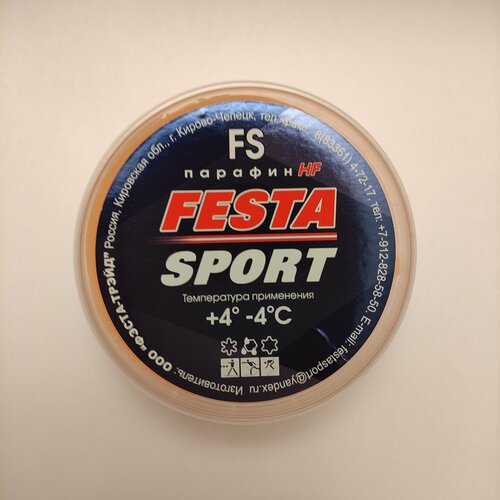 FS
парафин HF
FESTA
SPORT
Температура применения
+4° -4°C
Изготовитель: ООО "ФЭСТА-ТРЕЙД" Россия, Кировская обл., г. Кирово-Чепецк, тел./факс: 8(83361) 4-72-17, тел: +7-912-828-58-50, E-mail: festasport@yandex.ru